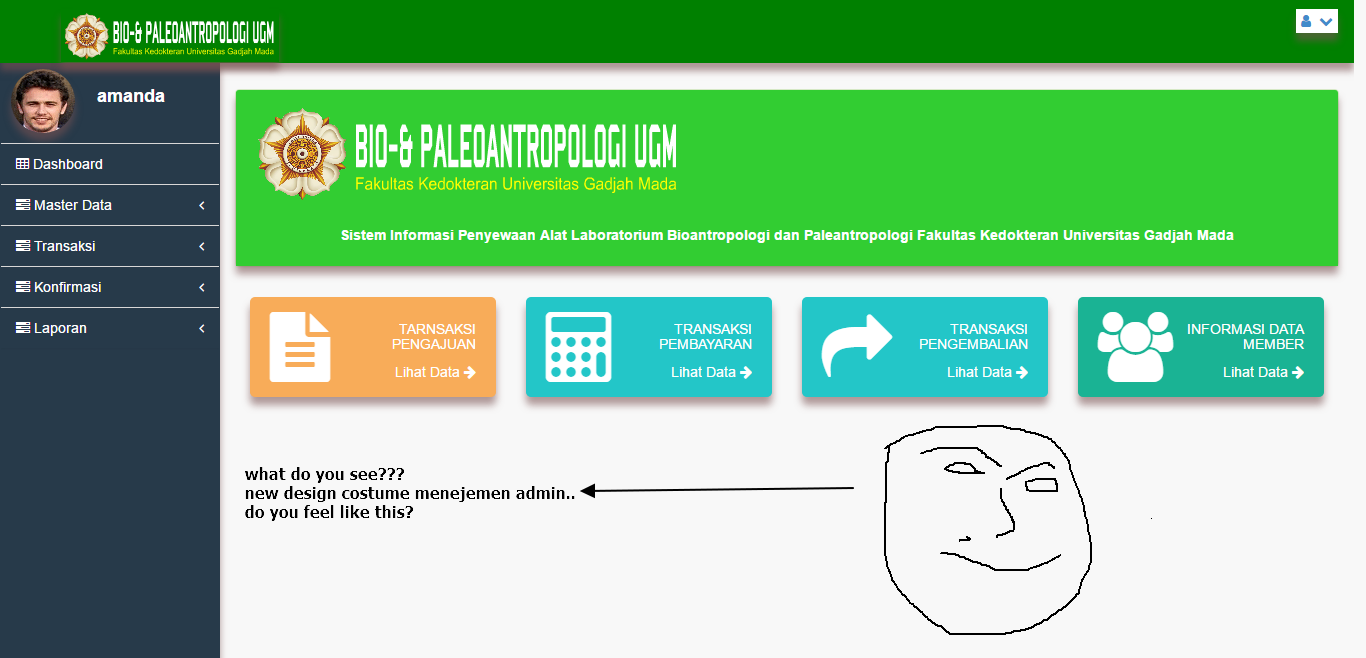 BIO-& PALEOANTROPOLOGI UGM
Fakultas Kedokteran Universitas Gadjah Mada
amanda
Dashboard
Master Data
Transaksi
Konfirmasi
Laporan
BIO-& PALEOANTROPOLOGI UGM
Fakultas Kedokteran Universitas Gadjah Mada
Sistem Informasi Penyewaan Alat Laboratorium Bioantropologi dan Paleantropologi Fakultas Kedokteran Universitas Gadjah Mada
TARNSAKSI
PENGAJUAN
Lihat Data
TRANSAKSI
PEMBAYARAN
Lihat Data
TRANSAKSI
PENGEMBALIAN
Lihat Data
INFORMASI DATA
MEMBER
Lihat Data
what do you see???
new design costume menejemen admin..
do you feel like this?